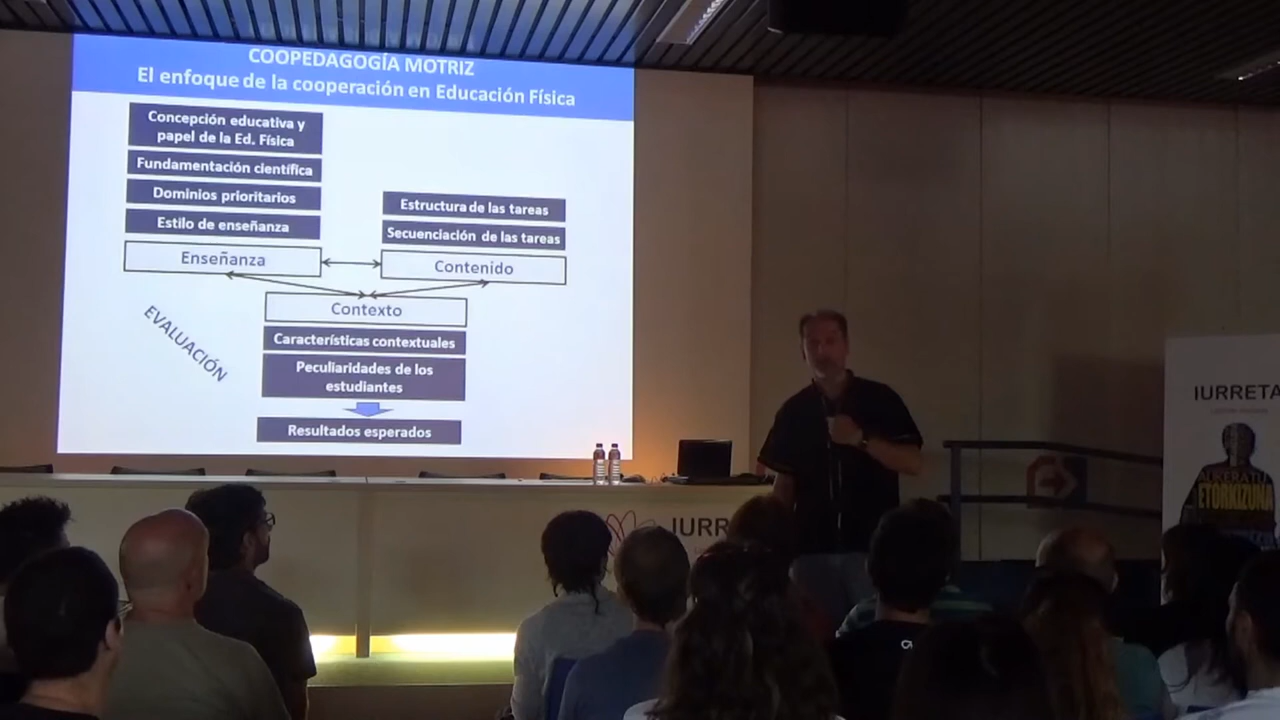 COOPEDAGOGÍA MOTRIZ
El enfoque de la cooperación en Educación Física
Concepción educativa y
papel de la Ed. Física
Fundamentación científica
Dominios prioritarios
Estilo de enseñanza
Enseñanza
Estructura de las tareas
Secuenciación de las tareas
Contenido
Contexto
Características contextuales
Peculiaridades de los
estudiantes
Resultados esperados
EVALUACIÓN
IURR
IURRETA
ETORKIZUNA